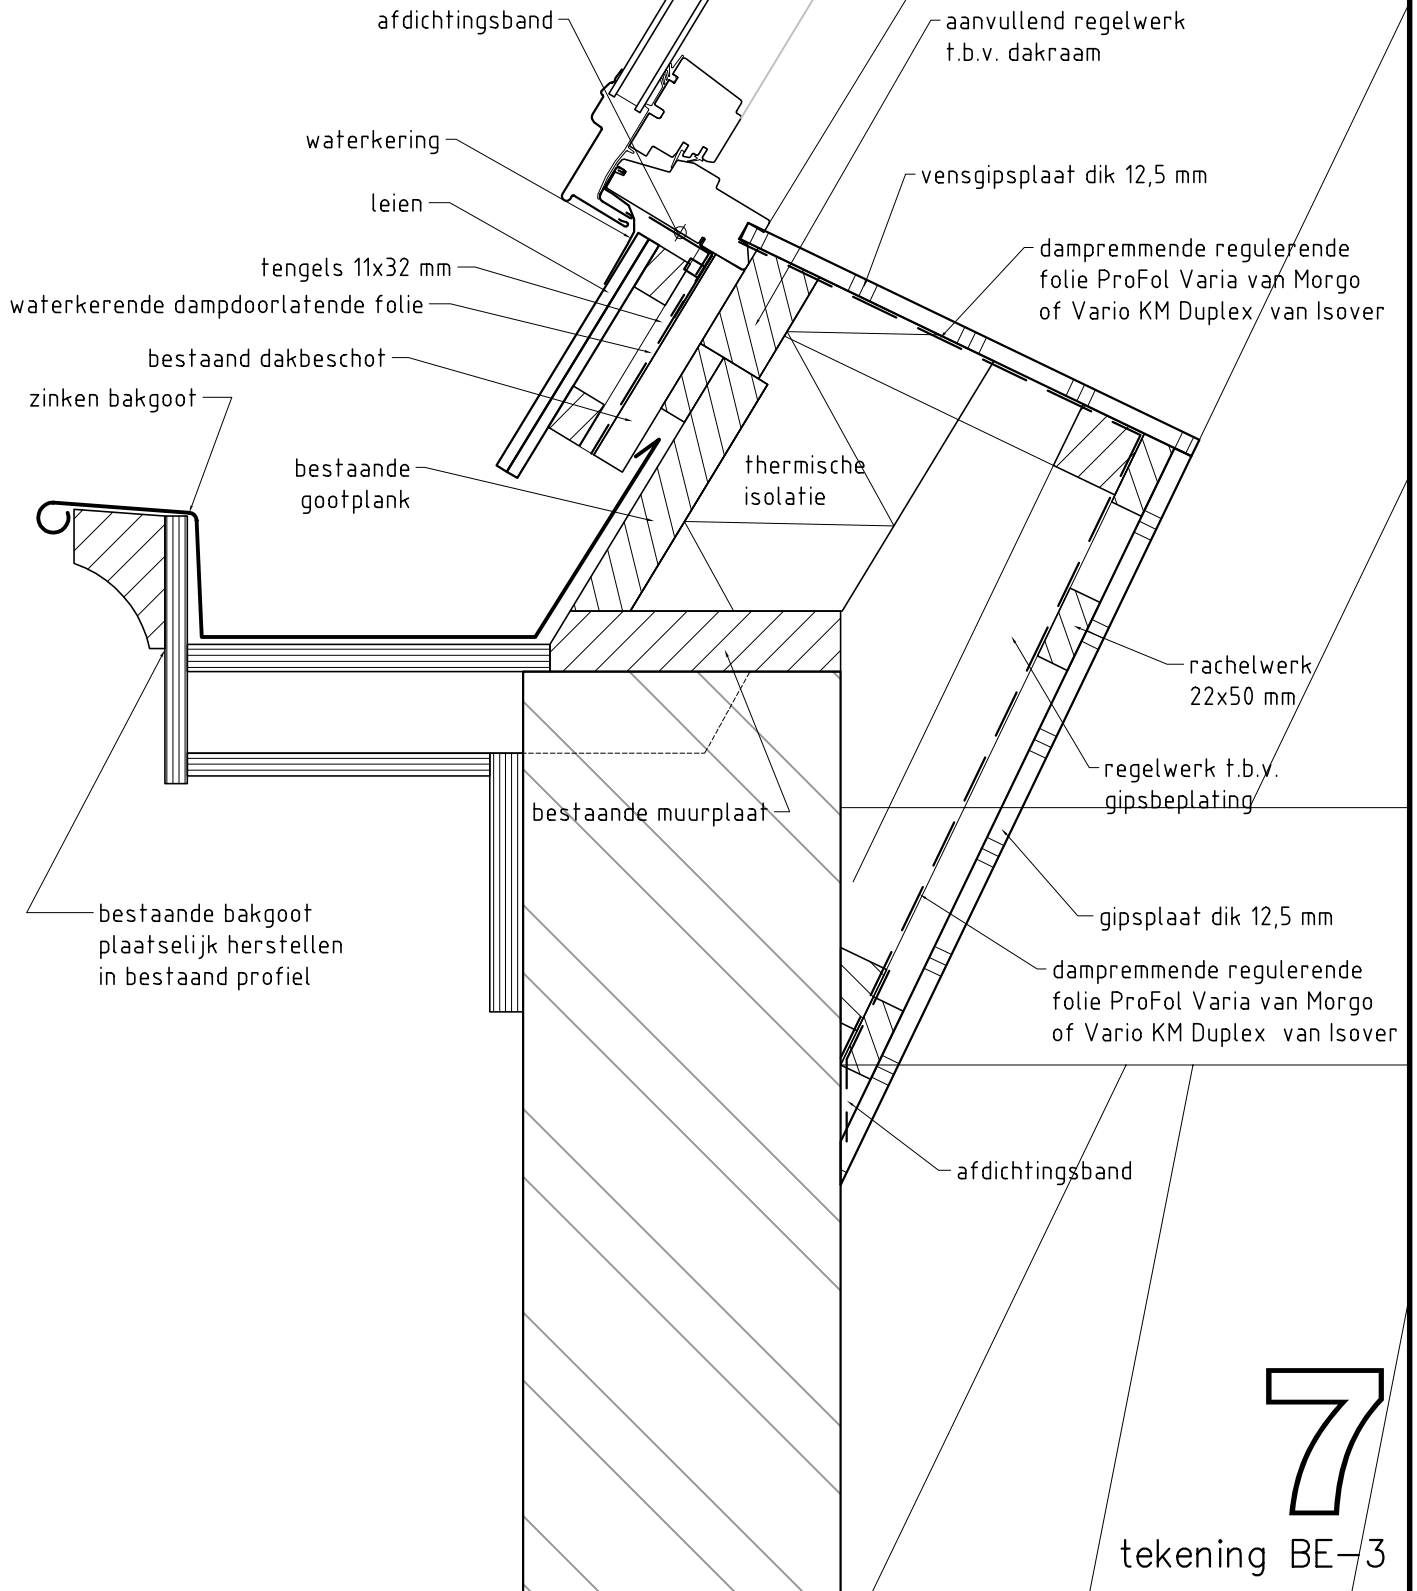 afdichtingsband
aanvullend regelwerk
t.b.v. dakraam
waterkering
vensgipsplaat dik 12,5 mm
leien
dampremmende regulerende
folie ProFol Varia van Morgo
of Vario KM Duplex van Isover
tengels 11x32 mm
waterkerende dampdoorlatende folie
bestaand dakbeschot
zinken bakgoot
bestaande
gootplank
thermische
isolatie
rachelwerk
22x50 mm
regelwerk t.b.v.
gipsbeplating
bestaande muurplaat
bestaande bakgoot
plaatselijk herstellen
in bestaand profiel
gipsplaat dik 12,5 mm
dampremmende regulerende
folie ProFol Varia van Morgo
of Vario KM Duplex van Isover
afdichtingsband
7
tekening BE-3